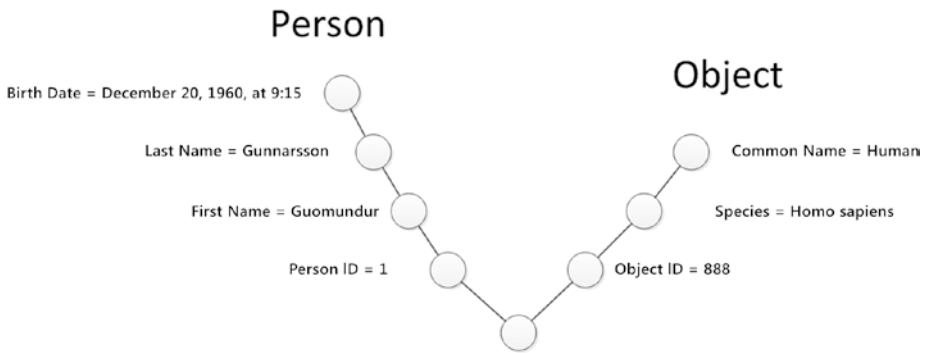 Person
Object
Birth Date = December 20, 1960, at 9:15
Last Name = Gunnarsson
Common Name = Human
First Name = Guomundur
Species = Homo sapiens
Person ID = 1
Object ID = 888